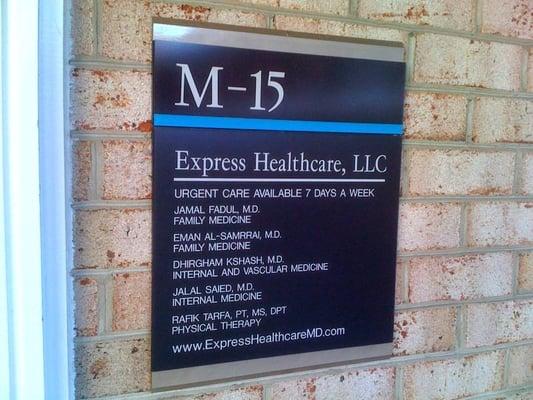 M-15
Express Healthcare, LLC
URGENT CARE AVAILABLE 7 DAYS A WEEK
JAMAL FADUL, M.D.
FAMILY MEDICINE
EMAN AL-SAMRRAI, M.D.
FAMILY MEDICINE
DHIRGHAM KSHASH, M.D.
INTERNAL AND VASCULAR MEDICINE
JALAL SAIED, M.D.
INTERNAL MEDICINE
RAFIK TARFA, PT, MS, DPT
PHYSICAL THERAPY
www.ExpressHealthcareMD.com